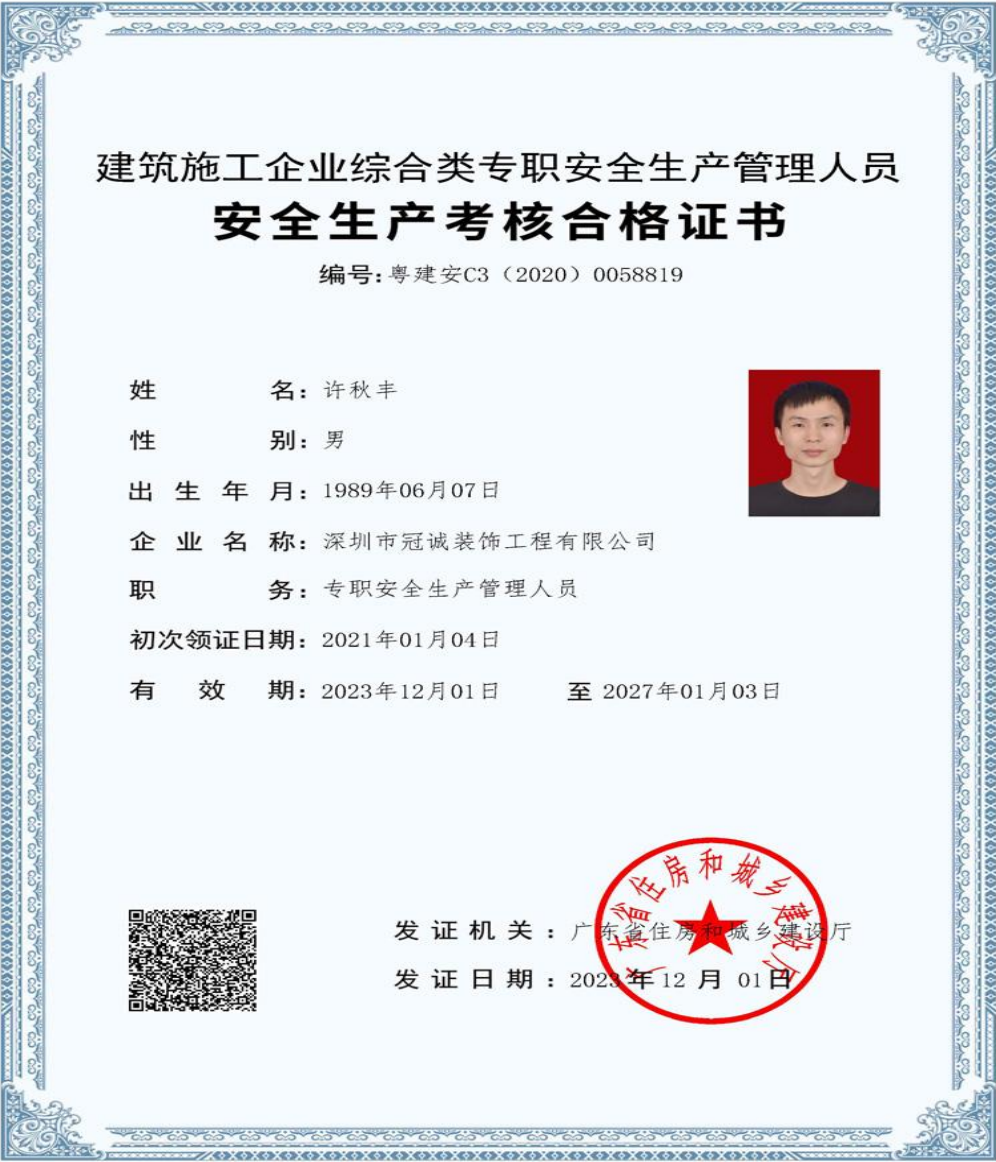 建筑施工企业综合类专职安全生产管理人员
安全生产考核合格证书
编号:粤建安C3（2020）0058819
姓 名：许秋丰
性 别：男
出 生 年 月：1989年06月07日
企 业 名 称：深圳市冠诚装饰工程有限公司
职 务：专职安全生产管理人员
初次领证日期：2021年01月04日
有 效 期：2023年12月01日 至 2027年01月03日
广东省住房和城乡建设厅
发 证 机 关 ：广东省住房和城乡建设厅
发 证 日 期 ：2023 年 12 月 01日